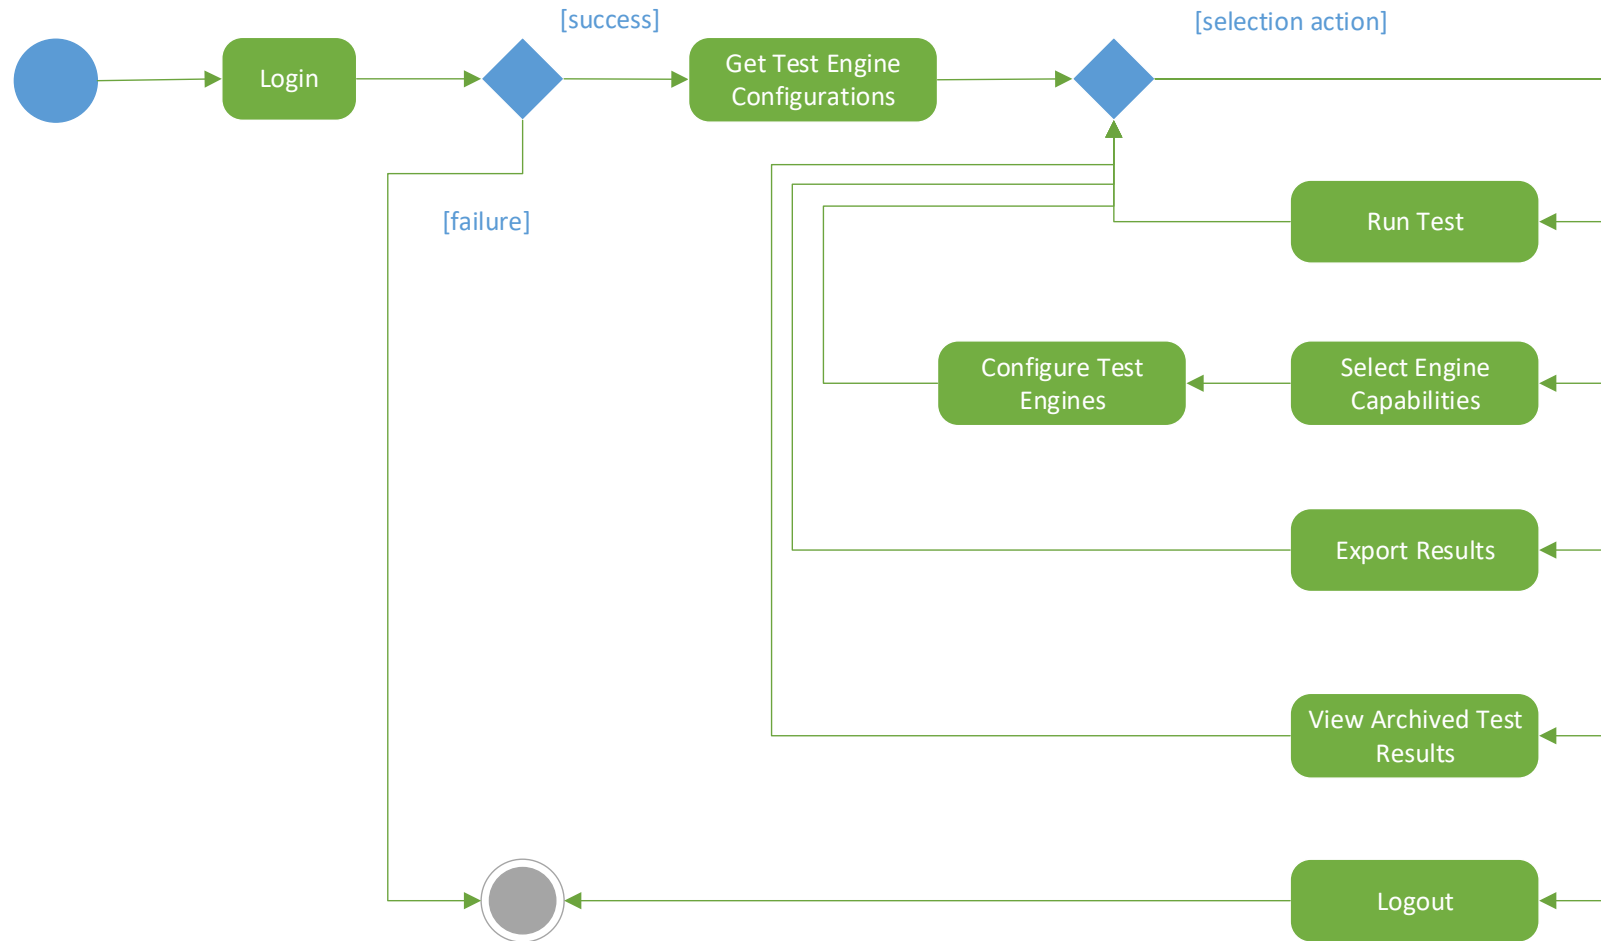 [success]
[selection action]
Login
Get Test Engine
Configurations
[failure]
Run Test
Configure Test
Engines
Select Engine
Capabilities
Export Results
View Archived Test
Results
Logout